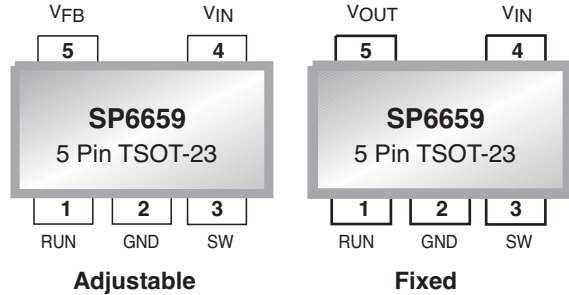 VFB VIN VOUT VIN
5 4 5 4
SP6659 SP6659
5 Pin TSOT-23 5 Pin TSOT-23
1 2 3 1 2 3
RUN GND SW RUN GND SW
Adjustable Fixed